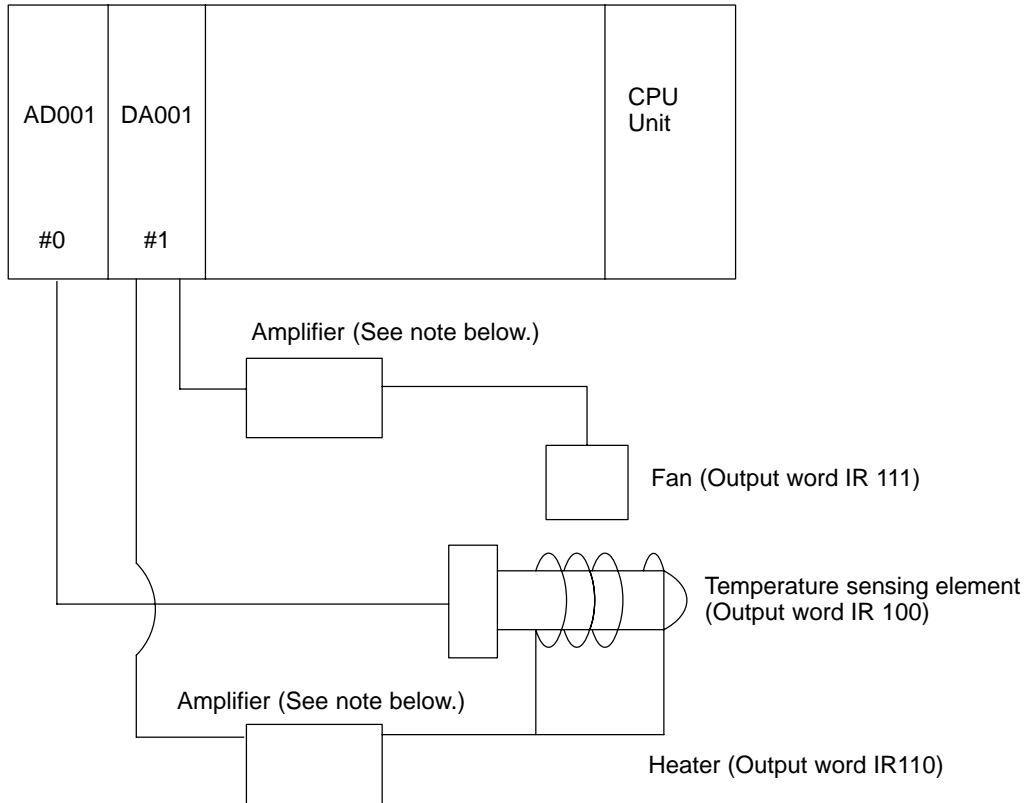 CPU
Unit
AD001
DA001
#0
#1
Amplifier (See note below.)
Fan (Output word IR 111)
Temperature sensing element
(Output word IR 100)
Amplifier (See note below.)
Heater (Output word IR110)